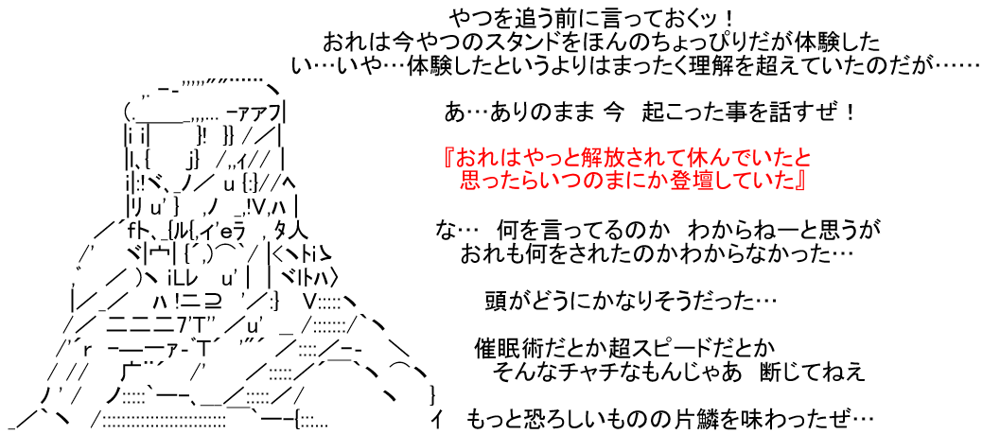 やつを追う前に言っておくッ！
おれは今やつのスタンドをほんのちょっぴりだが体験した
い…いや…体験したというよりはまったく理解を超えていたのだが……
あ…ありのまま 今　起こった事を話すぜ！
『おれはやっと解放されて休んでいたと
思ったらいつのまにか登壇していた』
な…　何を言ってるのか　わからねーと思うが
おれも何をされたのかわからなかった…
頭がどうにかなりそうだった…
催眠術だとか超スピードだとか
そんなチャチなもんじゃあ　断じてねえ
もっと恐ろしいものの片鱗を味わったぜ…